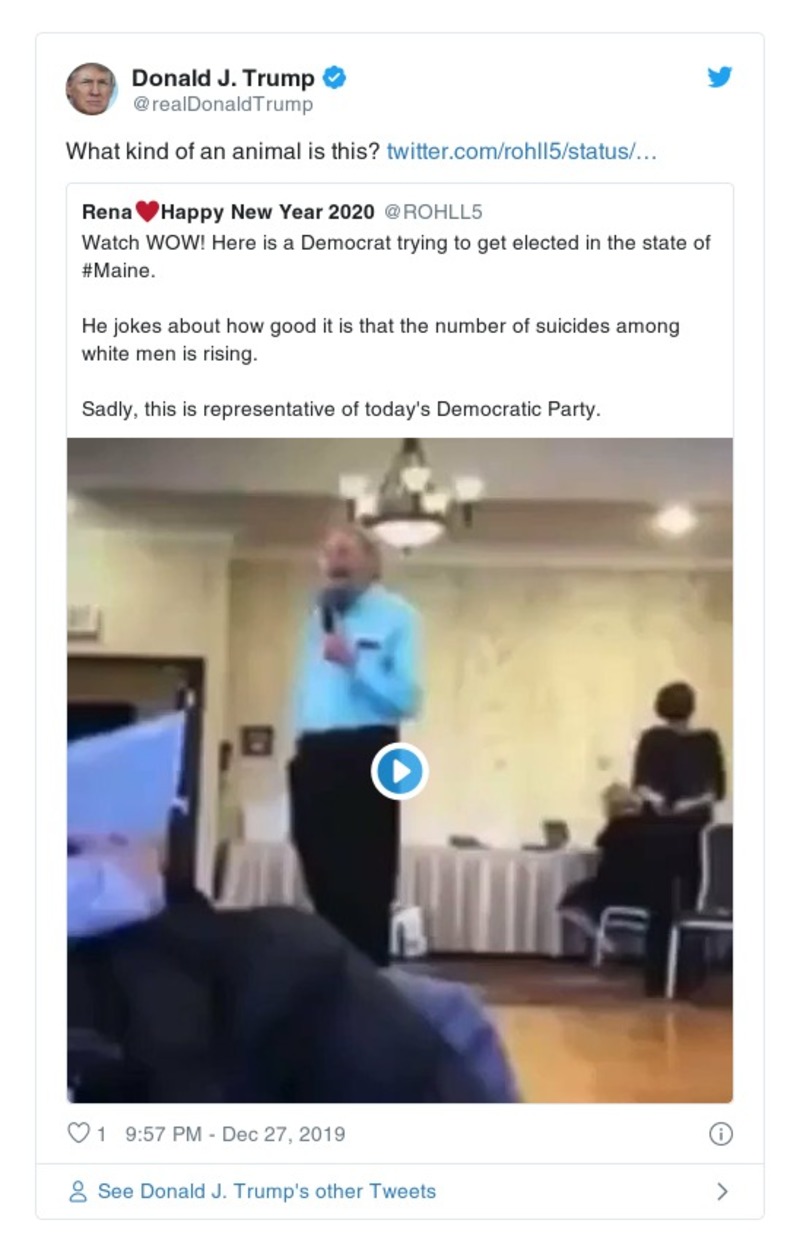 Donald J. Trump
@realDonaldTrump
What kind of an animal is this? twitter.com/rohll5/status/…
Rena❤Happy New Year 2020 @ROHLL5
Watch WOW! Here is a Democrat trying to get elected in the state of
#Maine.
He jokes about how good it is that the number of suicides among
white men is rising.
Sadly, this is representative of today's Democratic Party.
1 9:57 PM - Dec 27, 2019
See Donald J. Trump's other Tweets